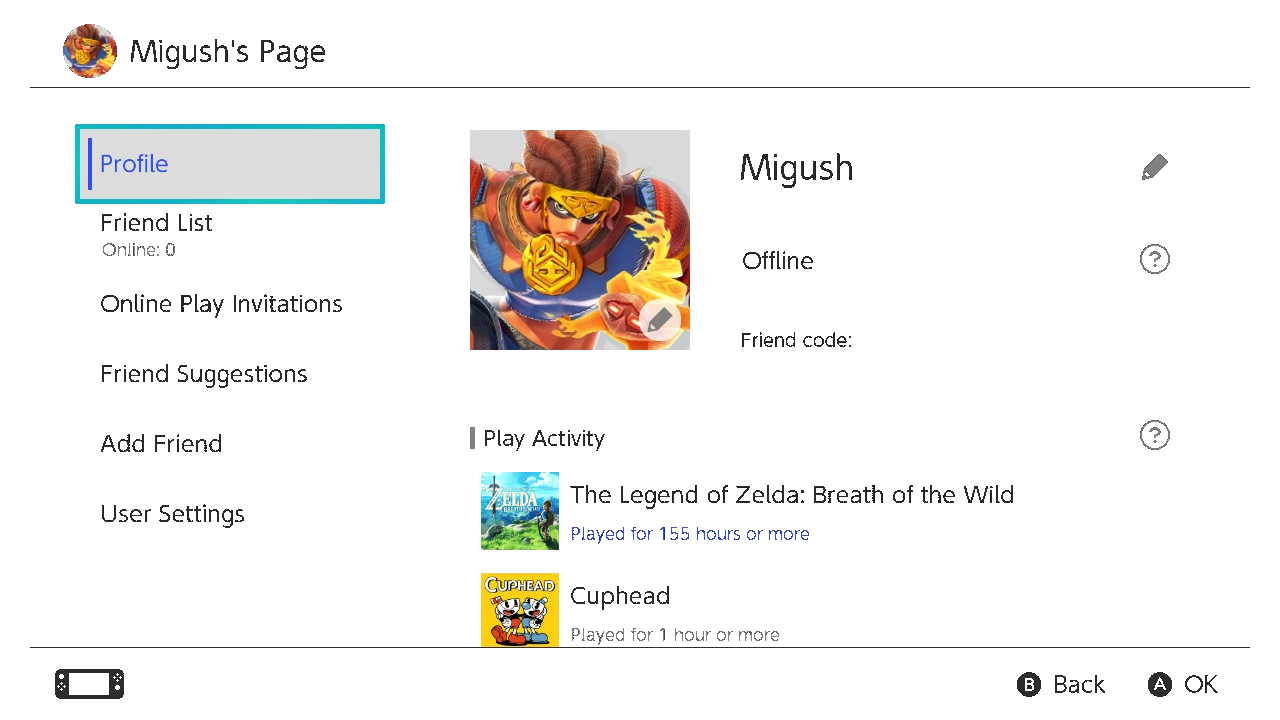 Migush's Page
Profile
Friend List
Online: 0
Online Play Invitations
Friend Suggestions
Add Friend
User Settings
Migush
Offline
?
Friend code:
Play Activity
?
ZELDA
BREATH OF THE WILD
The Legend of Zelda: Breath of the Wild
Played for 155 hours or more
CUPHEAD
Cuphead
Played for 1 hour or more
B Back
A OK